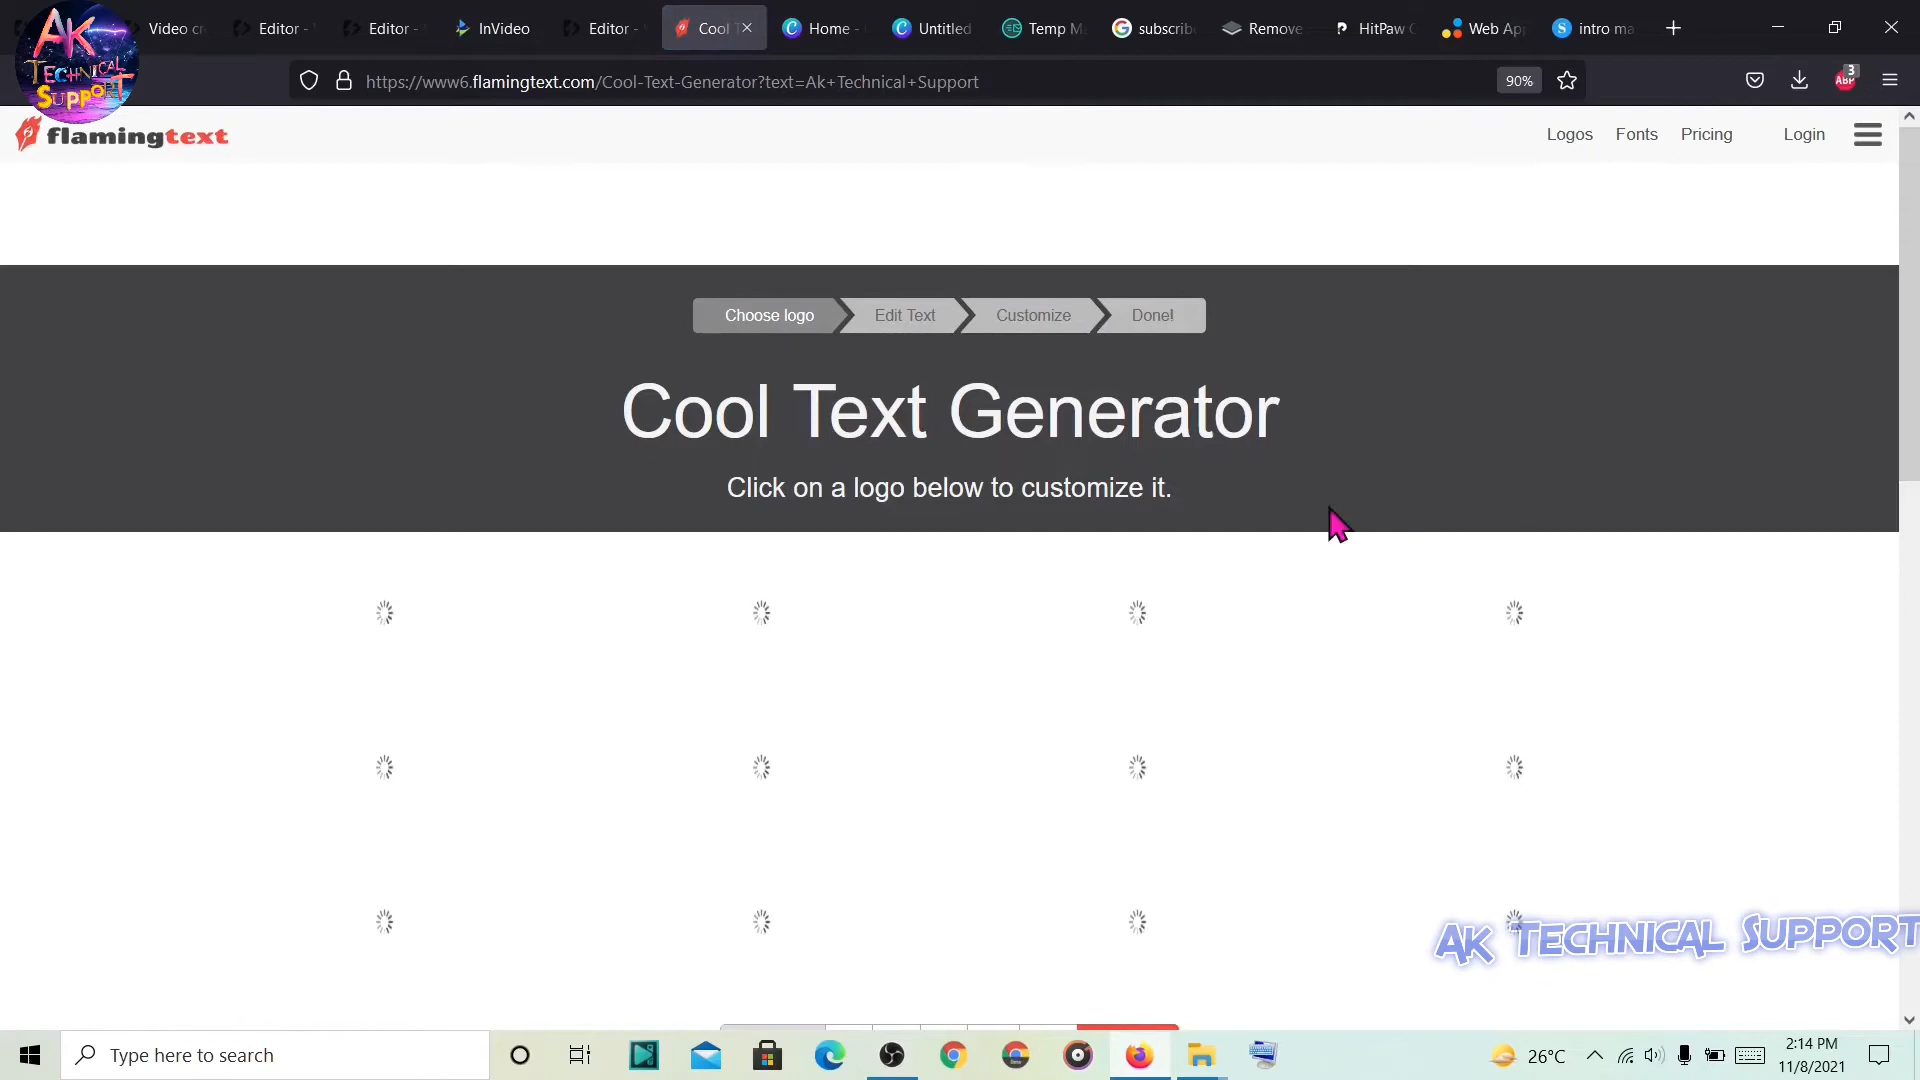 Video cr
Editor -
Editor -
InVideo
Editor -
Cool T
Home -
Untitled
Temp M
subscrib
Remove
HitPaw
Web App
intro ma
AK
TECHNICAL
SUPPORT
https://www6.flamingtext.com/Cool-Text-Generator?text=Ak+Technical+Support
90%
ABP
3
flamingtext
Logos
Fonts
Pricing
Login
Choose logo
Edit Text
Customize
Done!
Cool Text Generator
Click on a logo below to customize it.
AK TECHNICAL SUPPORT
Type here to search
26°C
2:14 PM
11/8/2021